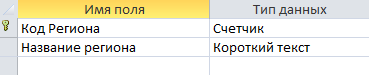 Имя поля Тип данных
Код Региона Счетчик
Название региона Короткий текст